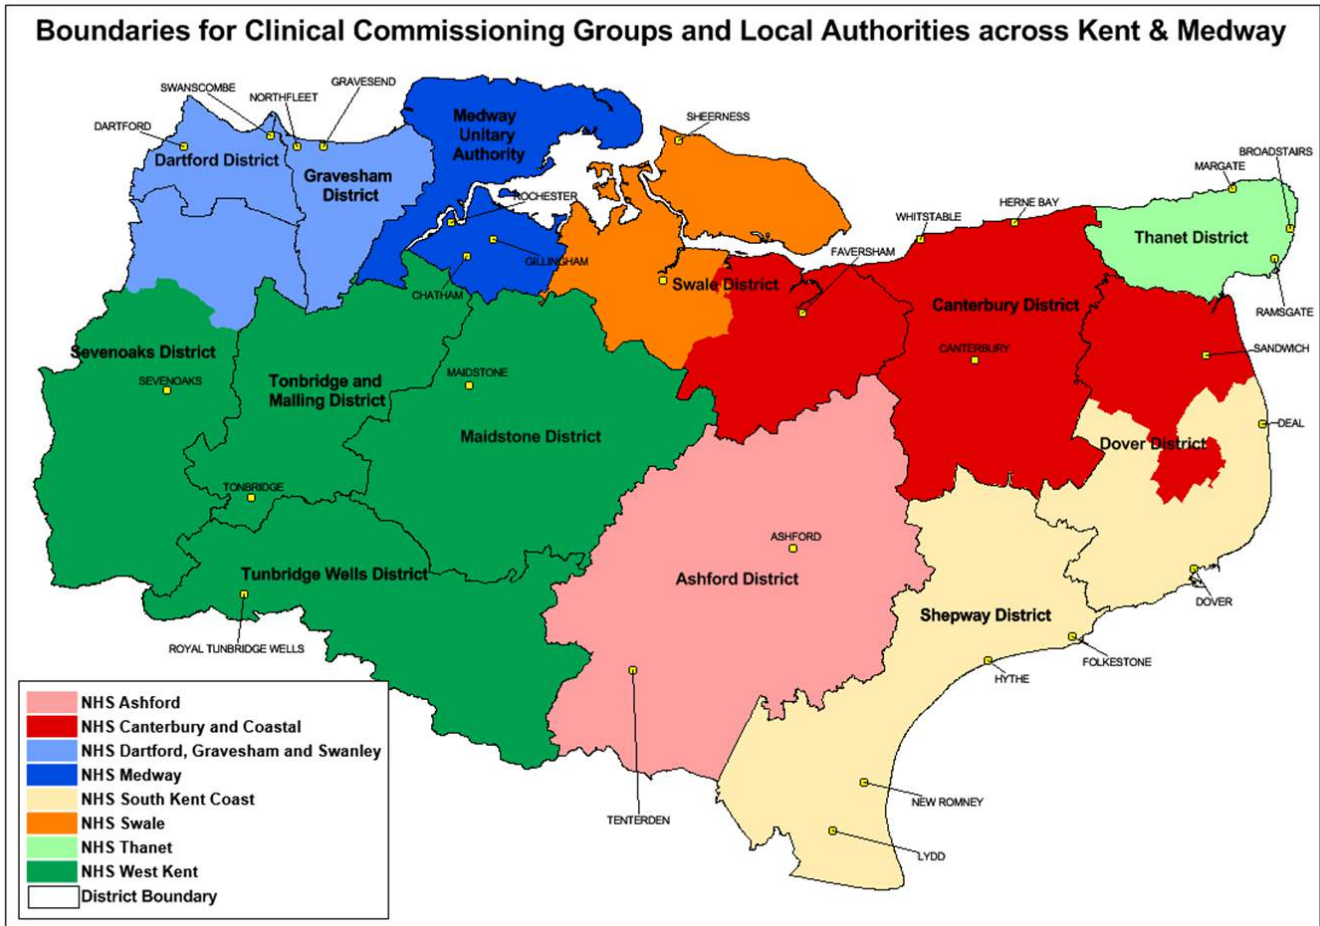 Boundaries for Clinical Commissioning Groups and Local Authorities across Kent & Medway
SWANSCOMBE
NORTHFLEET
GRAVESEND
DARTFORD
Dartford District
Gravesham
District
Medway
Unitary
Authority
SHEERNESS
ROCHESTER
GILLINGHAM
CHATHAM
Swale District
FAVERSHAM
WHITSTABLE
HERNE BAY
MARGATE
BROADSTAIRS
Thanet District
RAMSGATE
Canterbury District
CANTERBURY
SANDWICH
DEAL
Dover District
DOVER
Sevenoaks District
SEVENOAKS
Tonbridge and
Malling District
MAIDSTONE
Maidstone District
TONBRIDGE
Tunbridge Wells District
ROYAL TUNBRIDGE WELLS
ASHFORD
Ashford District
TENTERDEN
Shepway District
FOLKESTONE
HYTHE
NEW ROMNEY
LYDD
NHS Ashford
NHS Canterbury and Coastal
NHS Dartford, Gravesham and Swanley
NHS Medway
NHS South Kent Coast
NHS Swale
NHS Thanet
NHS West Kent
District Boundary